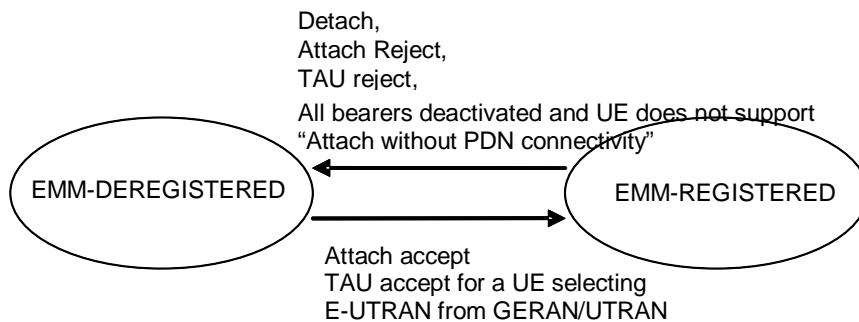 Detach,
Attach Reject,
TAU reject,
All bearers deactivated and UE does not support
“Attach without PDN connectivity”
EMM-DEREGISTERED
EMM-REGISTERED
Attach accept
TAU accept for a UE selecting
E-UTRAN from GERAN/UTRAN